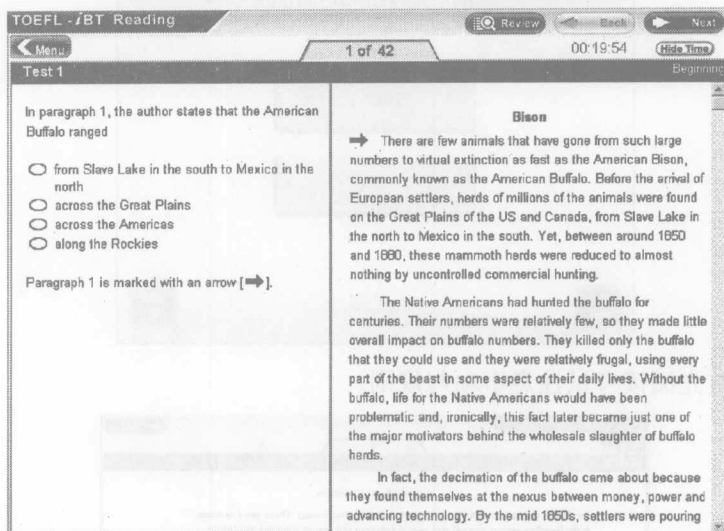 TOEFL - iBT Reading
Review
Back
Next
Menu
1 of 42
00:19:54
Hide Time
Test 1
Beginning
In paragraph 1, the author states that the American
Buffalo ranged
from Slave Lake in the south to Mexico in the
north
across the Great Plains
across the Americas
along the Rockies
Paragraph 1 is marked with an arrow [➡].
Bison
➡ There are few animals that have gone from such large
numbers to virtual extinction as fast as the American Bison,
commonly known as the American Buffalo. Before the arrival of
European settlers, herds of millions of the animals were found
on the Great Plains of the US and Canada, from Slave Lake in
the north to Mexico in the south. Yet, between around 1850
and 1880, these mammoth herds were reduced to almost
nothing by uncontrolled commercial hunting.
The Native Americans had hunted the buffalo for
centuries. Their numbers were relatively few, so they made little
overall impact on buffalo numbers. They killed only the buffalo
that they could use and they were relatively frugal, using every
part of the beast in some aspect of their daily lives. Without the
buffalo, life for the Native Americans would have been
problematic and, ironically, this fact later became just one of
the major motivators behind the wholesale slaughter of buffalo
herds.
In fact, the decimation of the buffalo came about because
they found themselves at the nexus between money, power and
advancing technology. By the mid 1850s, settlers were pouring